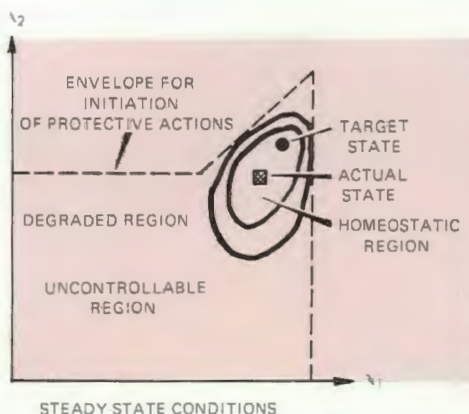 ENVELOPE FOR
INITIATION
OF PROTECTIVE ACTIONS
TARGET
STATE
ACTUAL
STATE
DEGRADED REGION
HOMEOSTATIC
REGION
UNCONTROLLABLE
REGION
STEADY STATE CONDITIONS